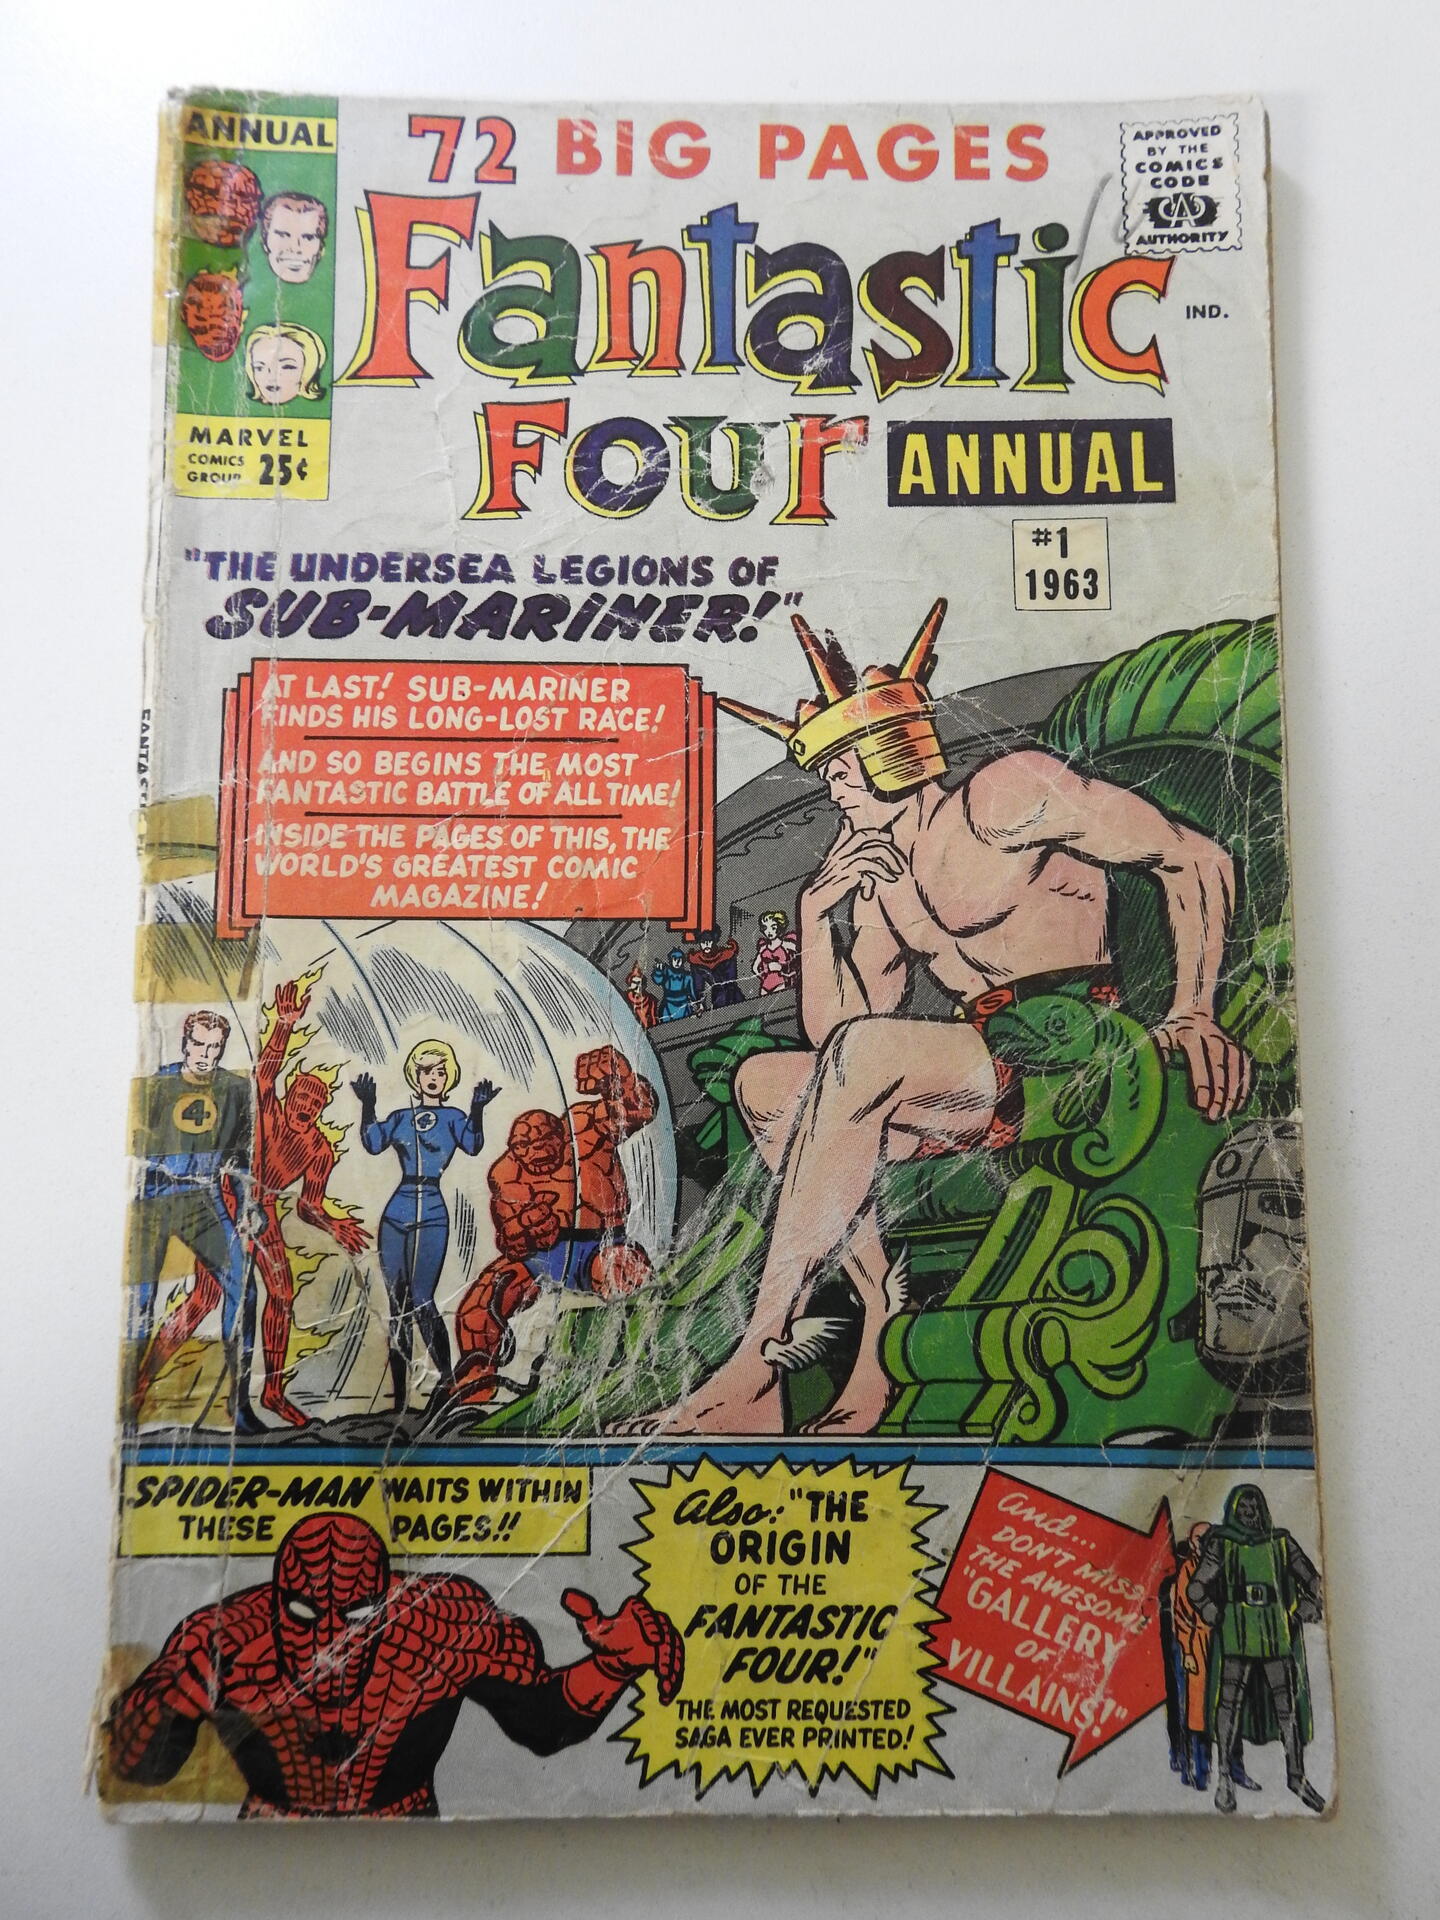 ANNUAL
72 BIG PAGES
APPROVED
BY THE
COMICS
CODE
CA
AUTHORITY
Fantastic
IND.
Four ANNUAL
MARVEL
COMICS
GROUP 25¢
#1
1963
"THE UNDERSEA LEGIONS OF
SUB-MARINER!"
AT LAST! SUB-MARINER
FINDS HIS LONG-LOST RACE!
AND SO BEGINS THE MOST
FANTASTIC BATTLE OF ALL TIME!
INSIDE THE PAGES OF THIS, THE
WORLD'S GREATEST COMIC
MAGAZINE!
4
4
S
SPIDER-MAN WAITS WITHIN
THESE PAGES!!
Also: "THE
ORIGIN
OF THE
FANTASTIC
FOUR!"
THE MOST REQUESTED
SAGA EVER PRINTED!
And...
DON'T MISS
THE AWESOME
"GALLERY
OF
VILLAINS!"